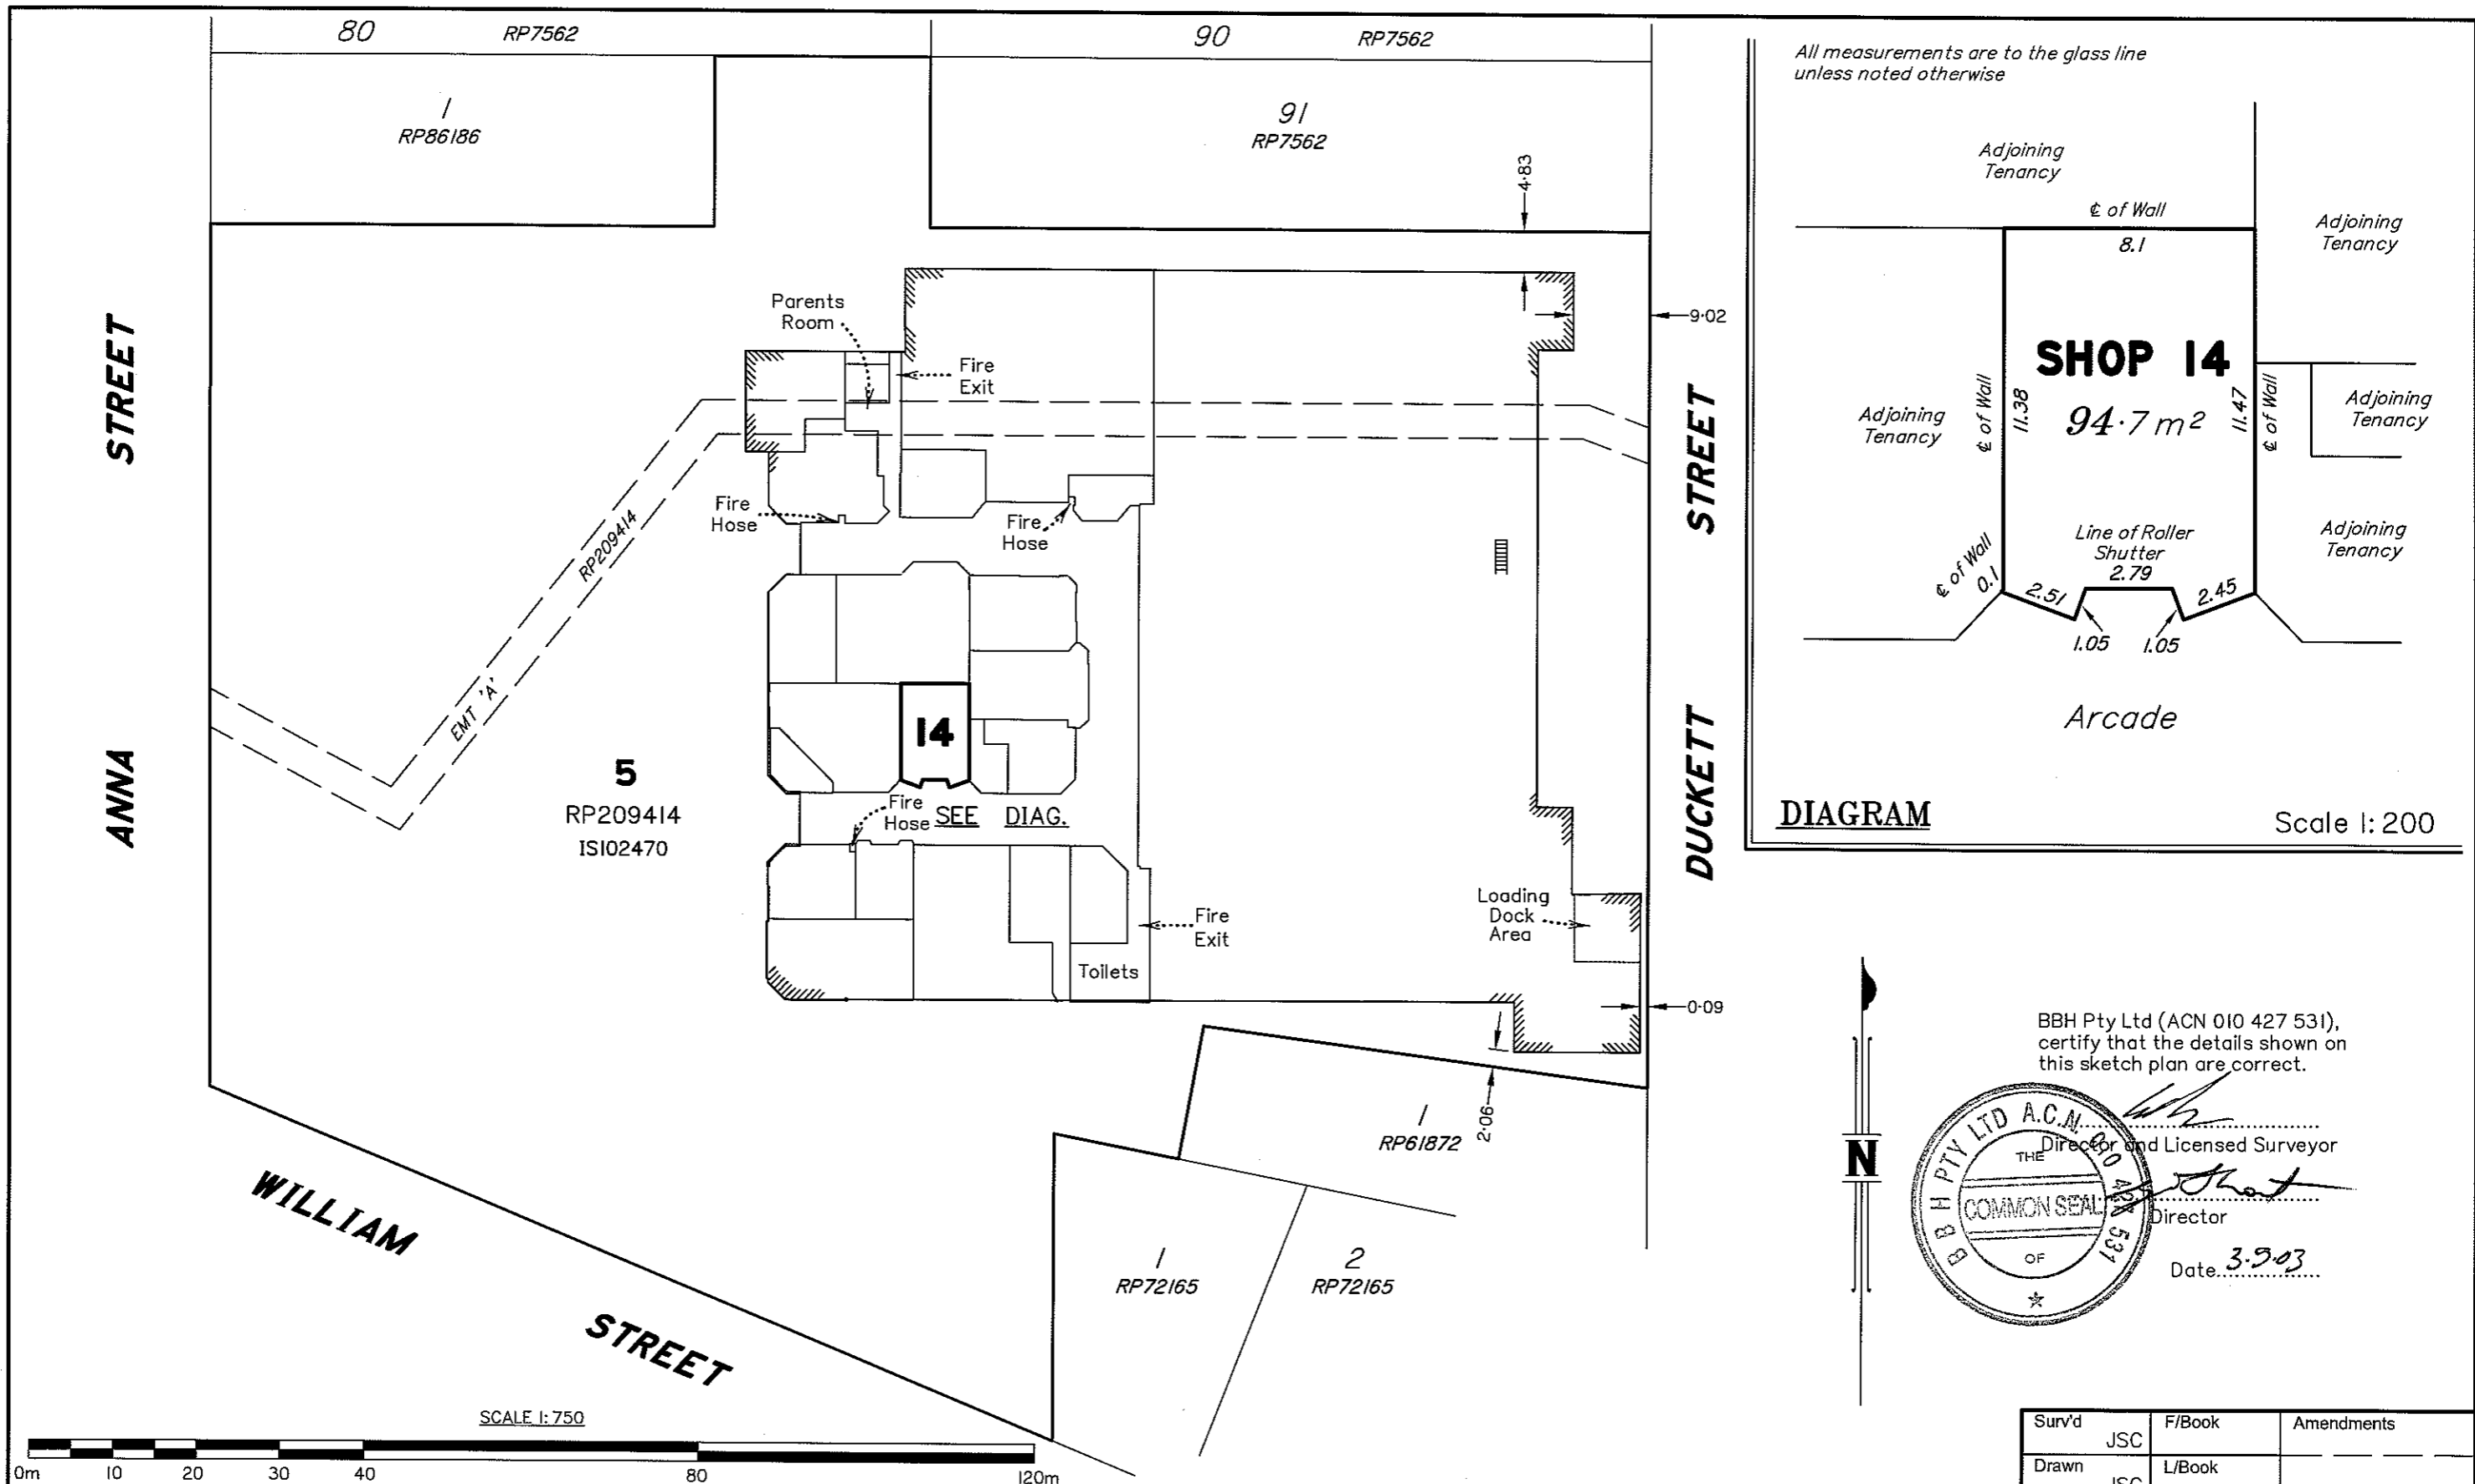 80 RP7562
90 RP7562
1
RP86186
91
RP7562
4·83
9·02
Parents
Room
Fire
Exit
Fire
Hose
Fire
Hose
ANNA STREET
DUCKETT STREET
RP209414
EMT 'A'
14
5
RP209414
IS102470
Fire
Hose
SEE DIAG.
Fire
Exit
Toilets
Loading
Dock
Area
0·09
2·06
1
RP61872
1
RP72165
2
RP72165
WILLIAM STREET
SCALE 1:750
0m 10 20 30 40 80 120m
All measurements are to the glass line
unless noted otherwise
Adjoining
Tenancy
℄ of Wall
8.1
Adjoining
Tenancy
SHOP 14
94·7 m²
℄ of Wall
11.38
11.47
℄ of Wall
Adjoining
Tenancy
Adjoining
Tenancy
Adjoining
Tenancy
Line of Roller
Shutter
2.79
℄ of Wall
0.1
2.51
2.45
1.05
1.05
Arcade
DIAGRAM
Scale 1:200
N
BBH Pty Ltd (ACN 010 427 531),
certify that the details shown on
this sketch plan are correct.
Director and Licensed Surveyor
Director
Date 3·9·03
BBH PTY LTD A.C.N. 010 427 531
THE
COMMON SEAL
OF
Surv'd JSC
F/Book
Amendments
Drawn JSC
L/Book